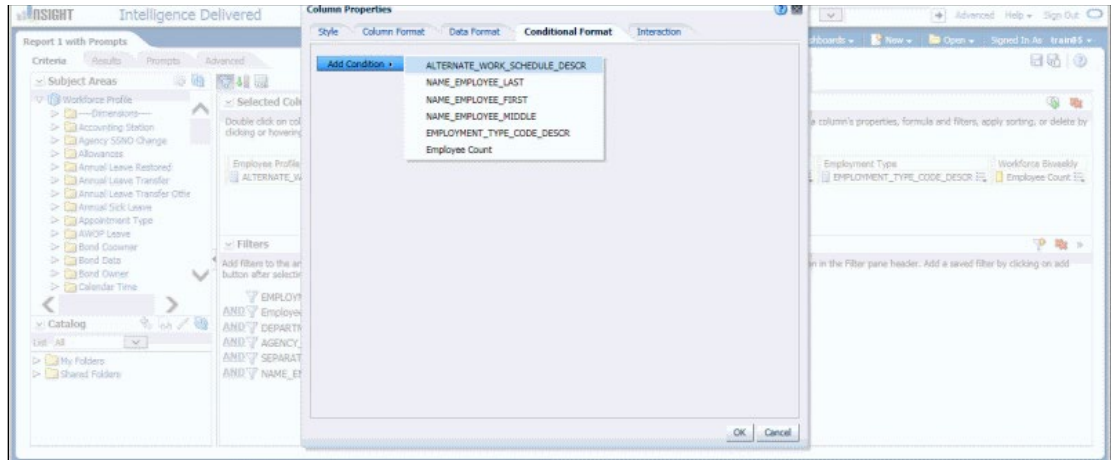 INSIGHT Intelligence Delivered
Advanced Help Sign Out
Report 1 with Prompts
Dashboards New Open Signed In As train65
Criteria Results Prompts Advanced
Subject Areas
Workforce Profile
----Dimensions----
Accounting Station
Agency SSNO Change
Allowances
Annual Leave Restored
Annual Leave Transfer
Annual Leave Transfer Othe
Annual Sick Leave
Appointment Type
AWOP Leave
Bond Coowner
Bond Data
Bond Owner
Calendar Time
Catalog
List All
My Folders
Shared Folders
Selected Colu
Double click on col
clicking or hovering
a column's properties, formula and filters, apply sorting, or delete by
Employee Profile
ALTERNATE_W
Employment Type
EMPLOYMENT_TYPE_CODE_DESCR
Workforce Biweekly
Employee Count
Filters
Add filters to the an
button after selectin
in the Filter pane header. Add a saved filter by clicking on add
EMPLOYM
AND Employee
AND DEPARTM
AND AGENCY_
AND SEPARAT
AND NAME_EM
Column Properties
Style Column Format Data Format Conditional Format Interaction
Add Condition
ALTERNATE_WORK_SCHEDULE_DESCR
NAME_EMPLOYEE_LAST
NAME_EMPLOYEE_FIRST
NAME_EMPLOYEE_MIDDLE
EMPLOYMENT_TYPE_CODE_DESCR
Employee Count
OK Cancel